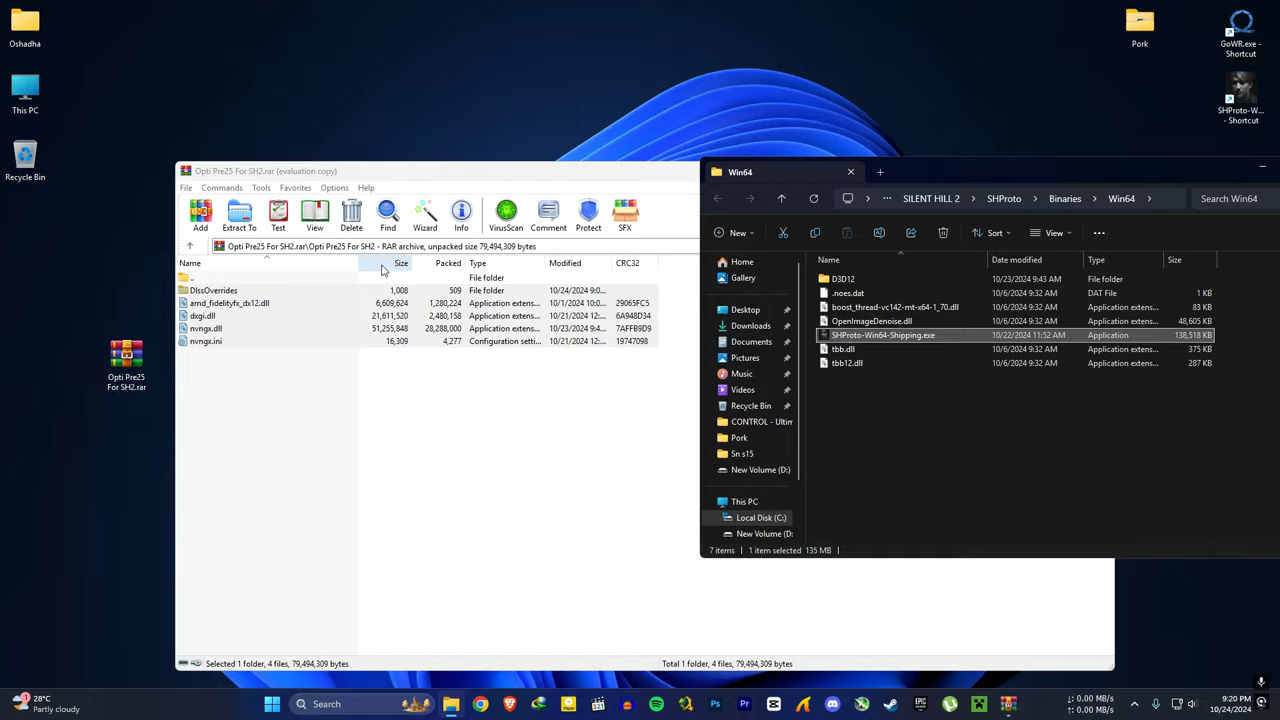 Oshadha
This PC
Recycle Bin
Opti Pre25
For SH2.rar
Pork
GoWR.exe -
Shortcut
SHProto-W...
- Shortcut
Opti Pre25 For SH2.rar (evaluation copy)
File Commands Tools Favorites Options Help
Add Extract To Test View Delete Find Wizard Info VirusScan Comment Protect SFX
Opti Pre25 For SH2.rar\Opti Pre25 For SH2 - RAR archive, unpacked size 79,494,309 bytes
Name Size Packed Type Modified CRC32
.. File folder
DlssOverrides 1,008 509 File folder 10/24/2024 9:0...
amd_fidelityfx_dx12.dll 6,609,624 1,280,224 Application extens... 10/1/2024 10:0... 29065FC5
dxgi.dll 21,611,520 2,480,158 Application extens... 10/21/2024 12:... 6A948D34
nvngx.dll 51,255,848 28,288,000 Application extens... 10/23/2024 9:4... 7AFFB9D9
nvngx.ini 16,309 4,277 Configuration setti... 10/21/2024 12:... 19747098
Selected 1 folder, 4 files, 79,494,309 bytes
Total 1 folder, 4 files, 79,494,309 bytes
Win64
SILENT HILL 2 > SHProto > Binaries > Win64 >
Search Win64
New Sort View
Home
Gallery
Desktop
Downloads
Documents
Pictures
Music
Videos
Recycle Bin
CONTROL - Ultim
Pork
Sn s15
New Volume (D:)
This PC
Local Disk (C:)
New Volume (D:
Name Date modified Type Size
D3D12 10/23/2024 9:43 AM File folder
.noes.dat 10/6/2024 9:32 AM DAT File 1 KB
boost_thread-vc142-mt-x64-1_70.dll 10/6/2024 9:32 AM Application extens... 83 KB
OpenImageDenoise.dll 10/6/2024 9:32 AM Application extens... 48,605 KB
SHProto-Win64-Shipping.exe 10/22/2024 11:52 AM Application 138,518 KB
tbb.dll 10/6/2024 9:32 AM Application extens... 375 KB
tbb12.dll 10/6/2024 9:32 AM Application extens... 287 KB
7 items 1 item selected 135 MB
1
28°C
Partly cloudy
Search
Ps
Pr
EPIC
↑: 0.00 MB/s
↓: 0.00 MB/s
9:20 PM
10/24/2024